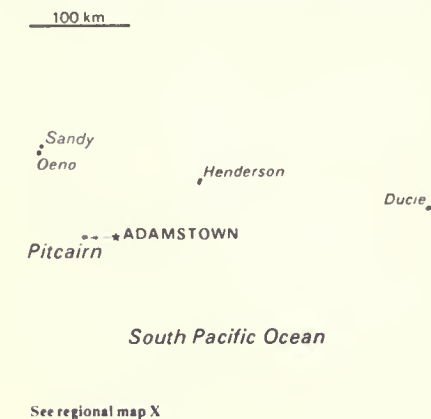 100 km
Sandy
Oeno
Henderson
Ducie
ADAMSTOWN
Pitcairn
South Pacific Ocean
See regional map X